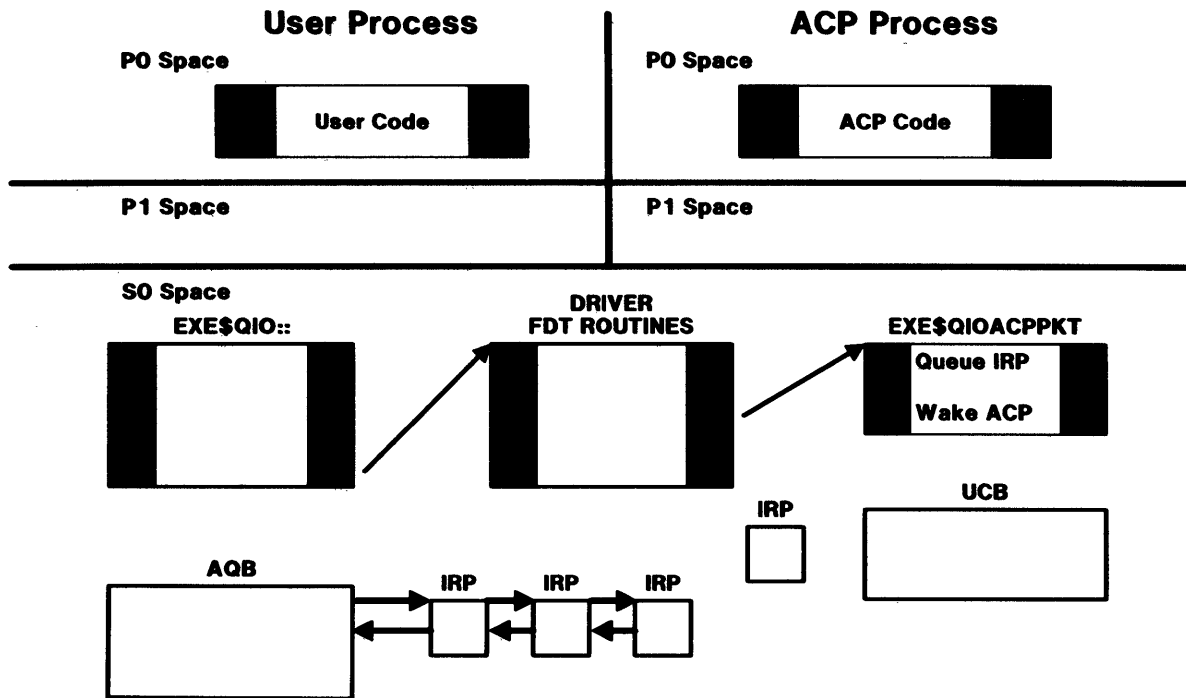 User Process
ACP Process
P0 Space
P0 Space
User Code
ACP Code
P1 Space
P1 Space
S0 Space
EXE$QIO::
DRIVER
FDT ROUTINES
EXE$QIOACPPKT
Queue IRP
Wake ACP
IRP
UCB
AQB
IRP
IRP
IRP